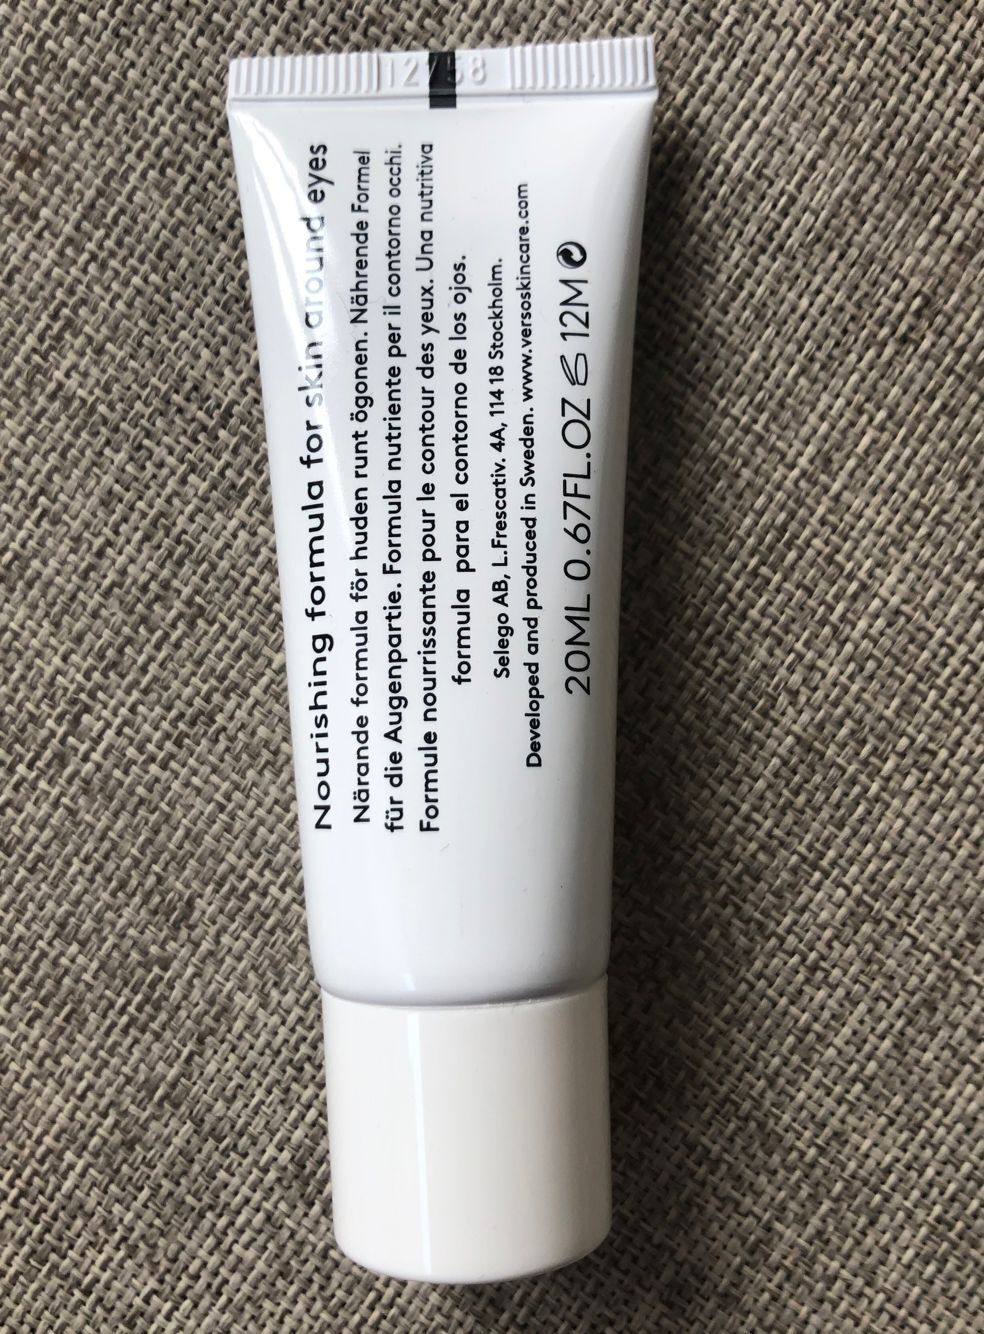 Nourishing formula for skin around eyes
Närande formula för huden runt ögonen. Nährende Formel
für die Augenpartie. Formula nutriente per il contorno occhi.
Formule nourrissante pour le contour des yeux. Una nutritiva
formula para el contorno de los ojos.
Selego AB, L.Frescativ. 4A, 114 18 Stockholm.
Developed and produced in Sweden. www.versoskincare.com
20ML 0.67FL.OZ 12M